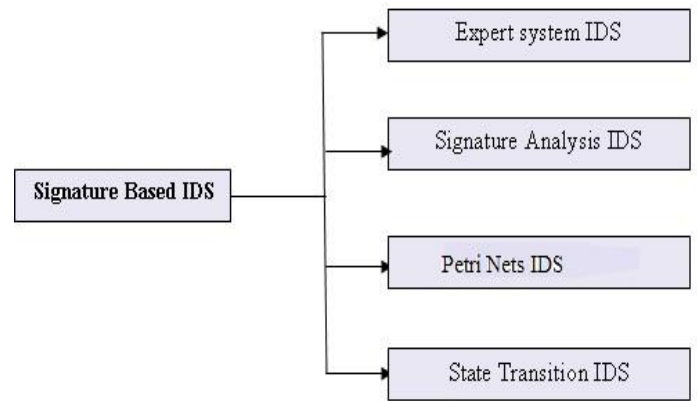 Expert system IDS
Signature Analysis IDS
Signature Based IDS
Petri Nets IDS
State Transition IDS